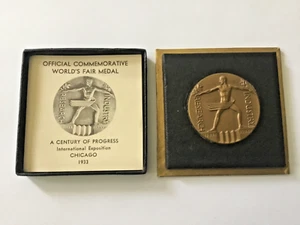 OFFICIAL COMMEMORATIVE
WORLD'S FAIR MEDAL
A CENTURY OF PROGRESS
International Exposition
CHICAGO
1933